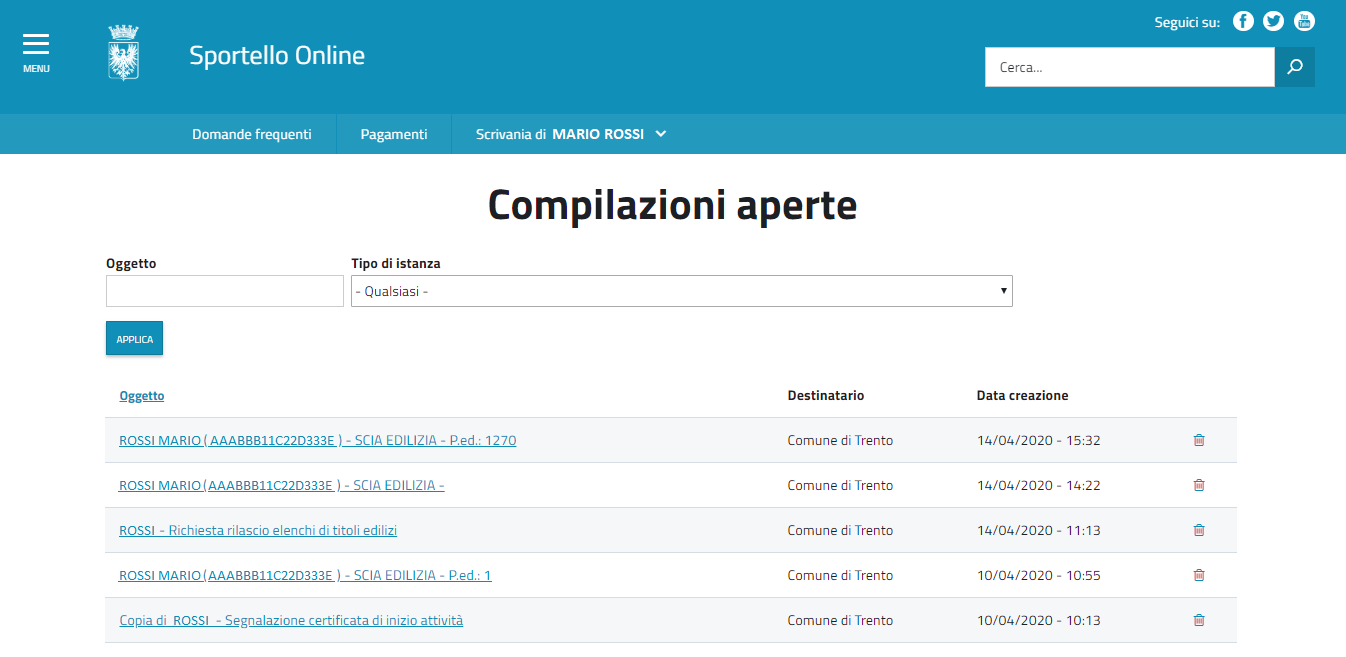 Seguici su:
MENU
Sportello Online
Cerca...
Domande frequenti Pagamenti Scrivania di MARIO ROSSI
Compilazioni aperte
Oggetto Tipo di istanza
- Qualsiasi -
APPLICA
Oggetto Destinatario Data creazione
ROSSI MARIO ( AAABBB11C22D333E ) - SCIA EDILIZIA - P.ed.: 1270 Comune di Trento 14/04/2020 - 15:32
ROSSI MARIO (AAABBB11C22D333E ) - SCIA EDILIZIA - Comune di Trento 14/04/2020 - 14:22
ROSSI - Richiesta rilascio elenchi di titoli edilizi Comune di Trento 14/04/2020 - 11:13
ROSSI MARIO (AAABBB11C22D333E ) - SCIA EDILIZIA - P.ed.: 1 Comune di Trento 10/04/2020 - 10:55
Copia di ROSSI - Segnalazione certificata di inizio attività Comune di Trento 10/04/2020 - 10:13